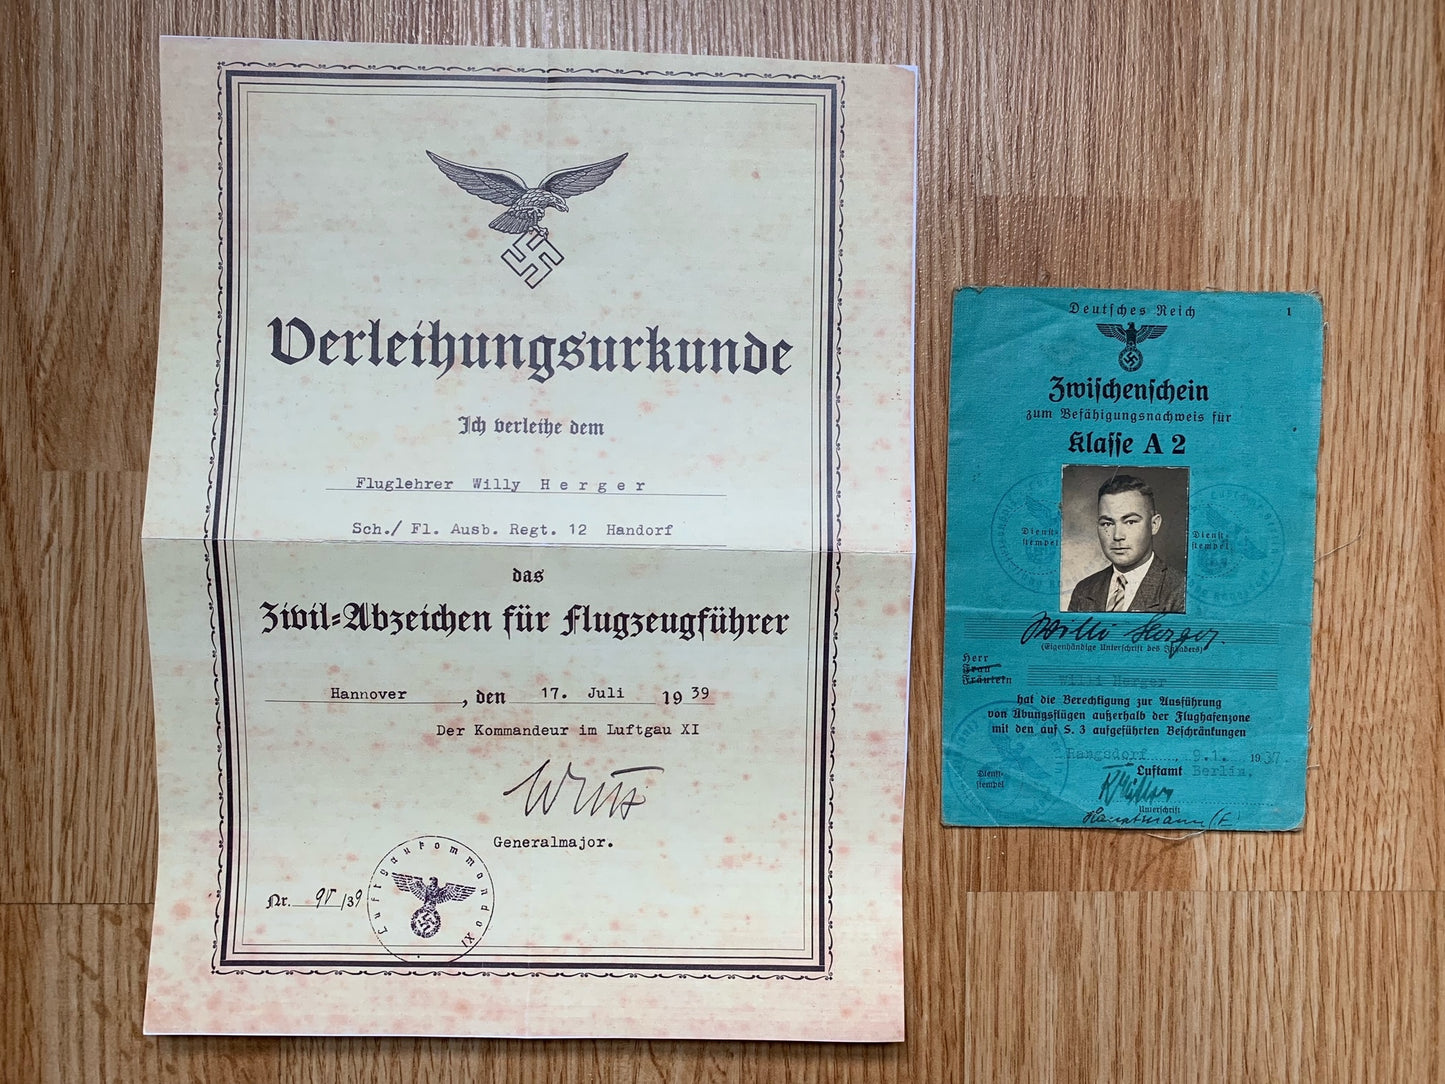 Verleihungsurkunde
Ich verleihe dem
Fluglehrer Willy Herger
Sch./ Fl. Ausb. Regt. 12 Handorf
das
Zivil-Abzeichen für Flugzeugführer
Hannover, den 17. Juli 1939
Der Kommandeur im Luftgau XI
Generalmajor.
Nr. 95/39
Luftgaukommando XI
Deutsches Reich 1
Zwischenschein
zum Befähigungsnachweis für
Klasse A 2
Dienst- stempel
Dienst- stempel
Willi Herger.
(Eigenhändige Unterschrift des Inhabers)
Herr
Frau
Fräulein Willi Herger
hat die Berechtigung zur Ausführung
von Übungsflügen außerhalb der Flughafenzone
mit den auf S. 3 aufgeführten Beschränkungen
Rangsdorf, 9.1. 1937
Dienst- stempel
Luftamt Berlin.
Unterschrift
Hauptmann (E)